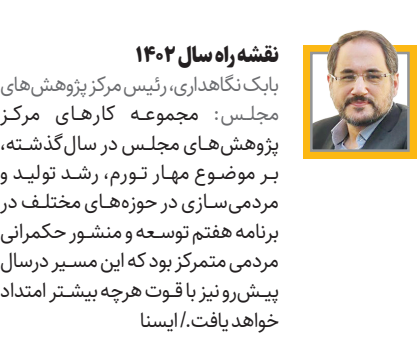 نقشه راه سال ۱۴۰۲
بابک نگاهداری، رئیس مرکز پژوهش‌های
مجلس: مجموعه کارهای مرکز
پژوهش‌های مجلس در سال گذشته،
بر موضوع مهار تورم، رشد تولید و
مردمی‌سازی در حوزه‌های مختلف در
برنامه هفتم توسعه و منشور حکمرانی
مردمی متمرکز بود که این مسیر درسال
پیش‌رو نیز با قوت هرچه بیشتر امتداد
خواهد یافت./ ایسنا